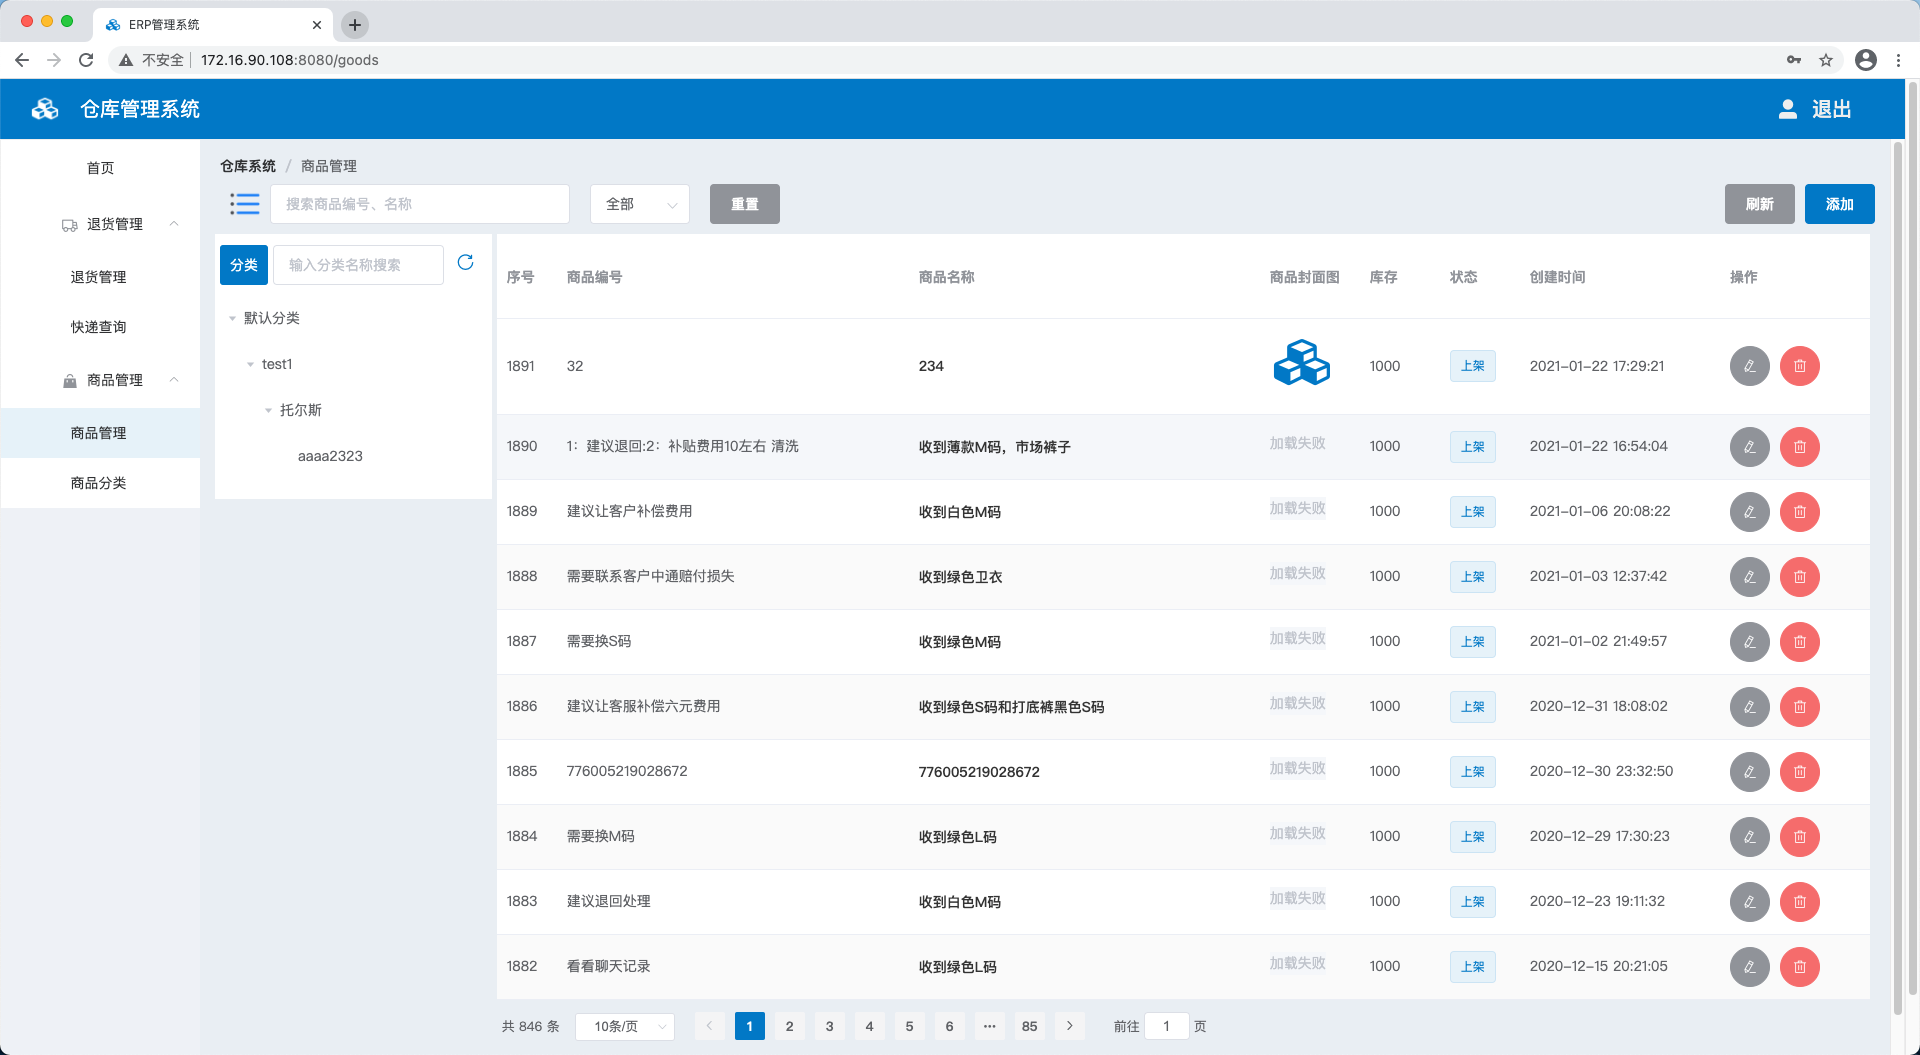 ERP管理系统
不安全 172.16.90.108:8080/goods
仓库管理系统 退出
首页
退货管理
退货管理
快递查询
商品管理
商品管理
商品分类
仓库系统 / 商品管理
搜索商品编号、名称 全部 重置 刷新 添加
分类 输入分类名称搜索
默认分类
test1
托尔斯
aaaa2323
序号 商品编号 商品名称 商品封面图 库存 状态 创建时间 操作
1891 32 234 1000 上架 2021-01-22 17:29:21
1890 1：建议退回:2：补贴费用10左右 清洗 收到薄款M码，市场裤子 加载失败 1000 上架 2021-01-22 16:54:04
1889 建议让客户补偿费用 收到白色M码 加载失败 1000 上架 2021-01-06 20:08:22
1888 需要联系客户中通赔付损失 收到绿色卫衣 加载失败 1000 上架 2021-01-03 12:37:42
1887 需要换S码 收到绿色M码 加载失败 1000 上架 2021-01-02 21:49:57
1886 建议让客服补偿六元费用 收到绿色S码和打底裤黑色S码 加载失败 1000 上架 2020-12-31 18:08:02
1885 776005219028672 776005219028672 加载失败 1000 上架 2020-12-30 23:32:50
1884 需要换M码 收到绿色L码 加载失败 1000 上架 2020-12-29 17:30:23
1883 建议退回处理 收到白色M码 加载失败 1000 上架 2020-12-23 19:11:32
1882 看看聊天记录 收到绿色L码 加载失败 1000 上架 2020-12-15 20:21:05
共 846 条 10条/页 1 2 3 4 5 6 ••• 85 前往 1 页